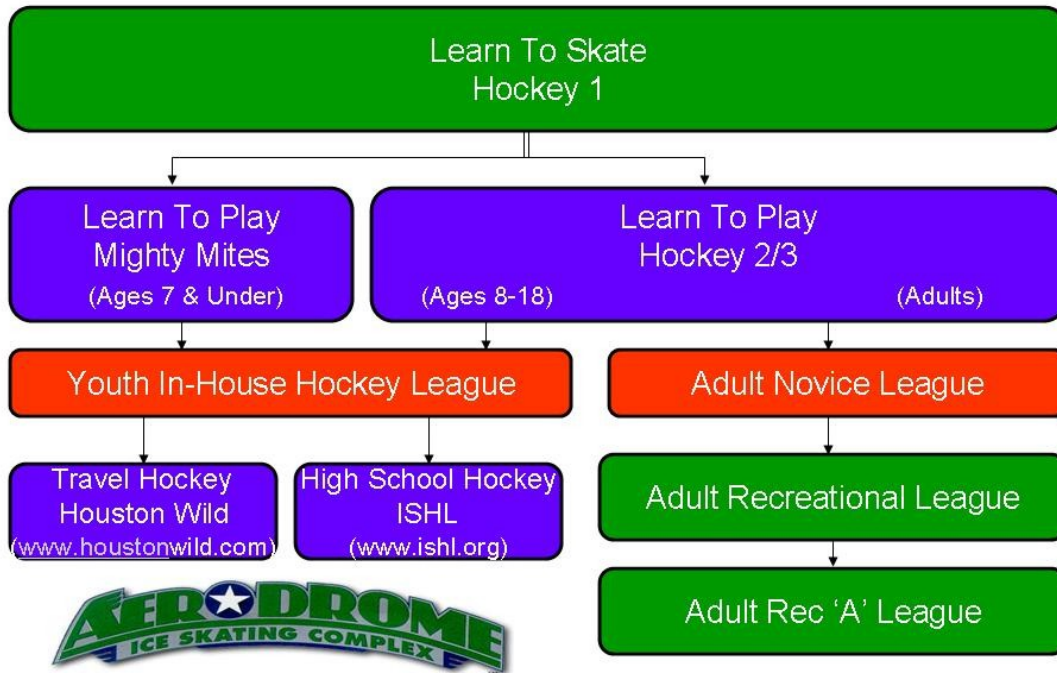 Learn To Skate
Hockey 1
Learn To Play
Mighty Mites
(Ages 7 & Under)
Learn To Play
Hockey 2/3
(Ages 8-18)
(Adults)
Youth In-House Hockey League
Adult Novice League
Travel Hockey
Houston Wild
(www.houstonwild.com)
High School Hockey
ISHL
(www.ishl.org)
Adult Recreational League
Adult Rec ‘A’ League
AERODROME
ICE SKATING COMPLEX